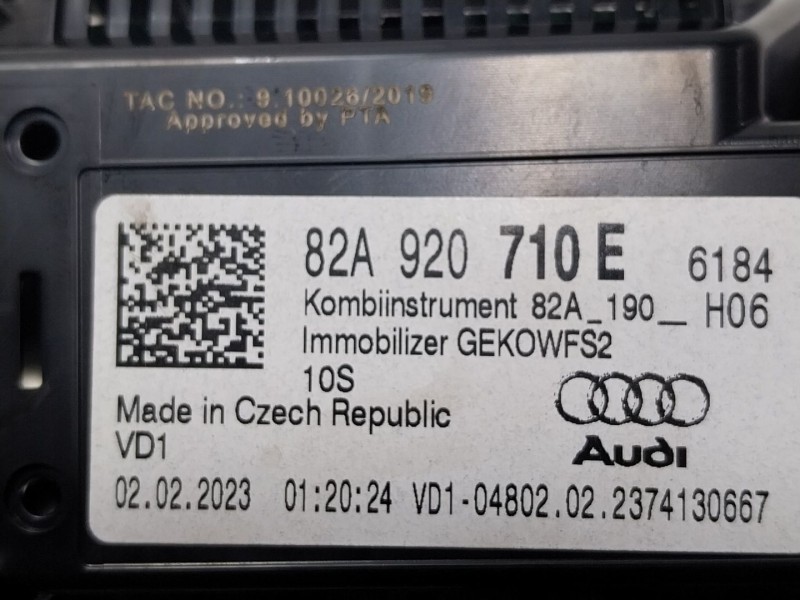 TAC NO.: 9.10026/2019
Approved by PTA
82A 920 710 E 6184
Kombiinstrument 82A_190__ H06
Immobilizer GEKOWFS2
10S
Made in Czech Republic
Audi
VD1
02.02.2023 01:20:24 VD1-04802.02.2374130667